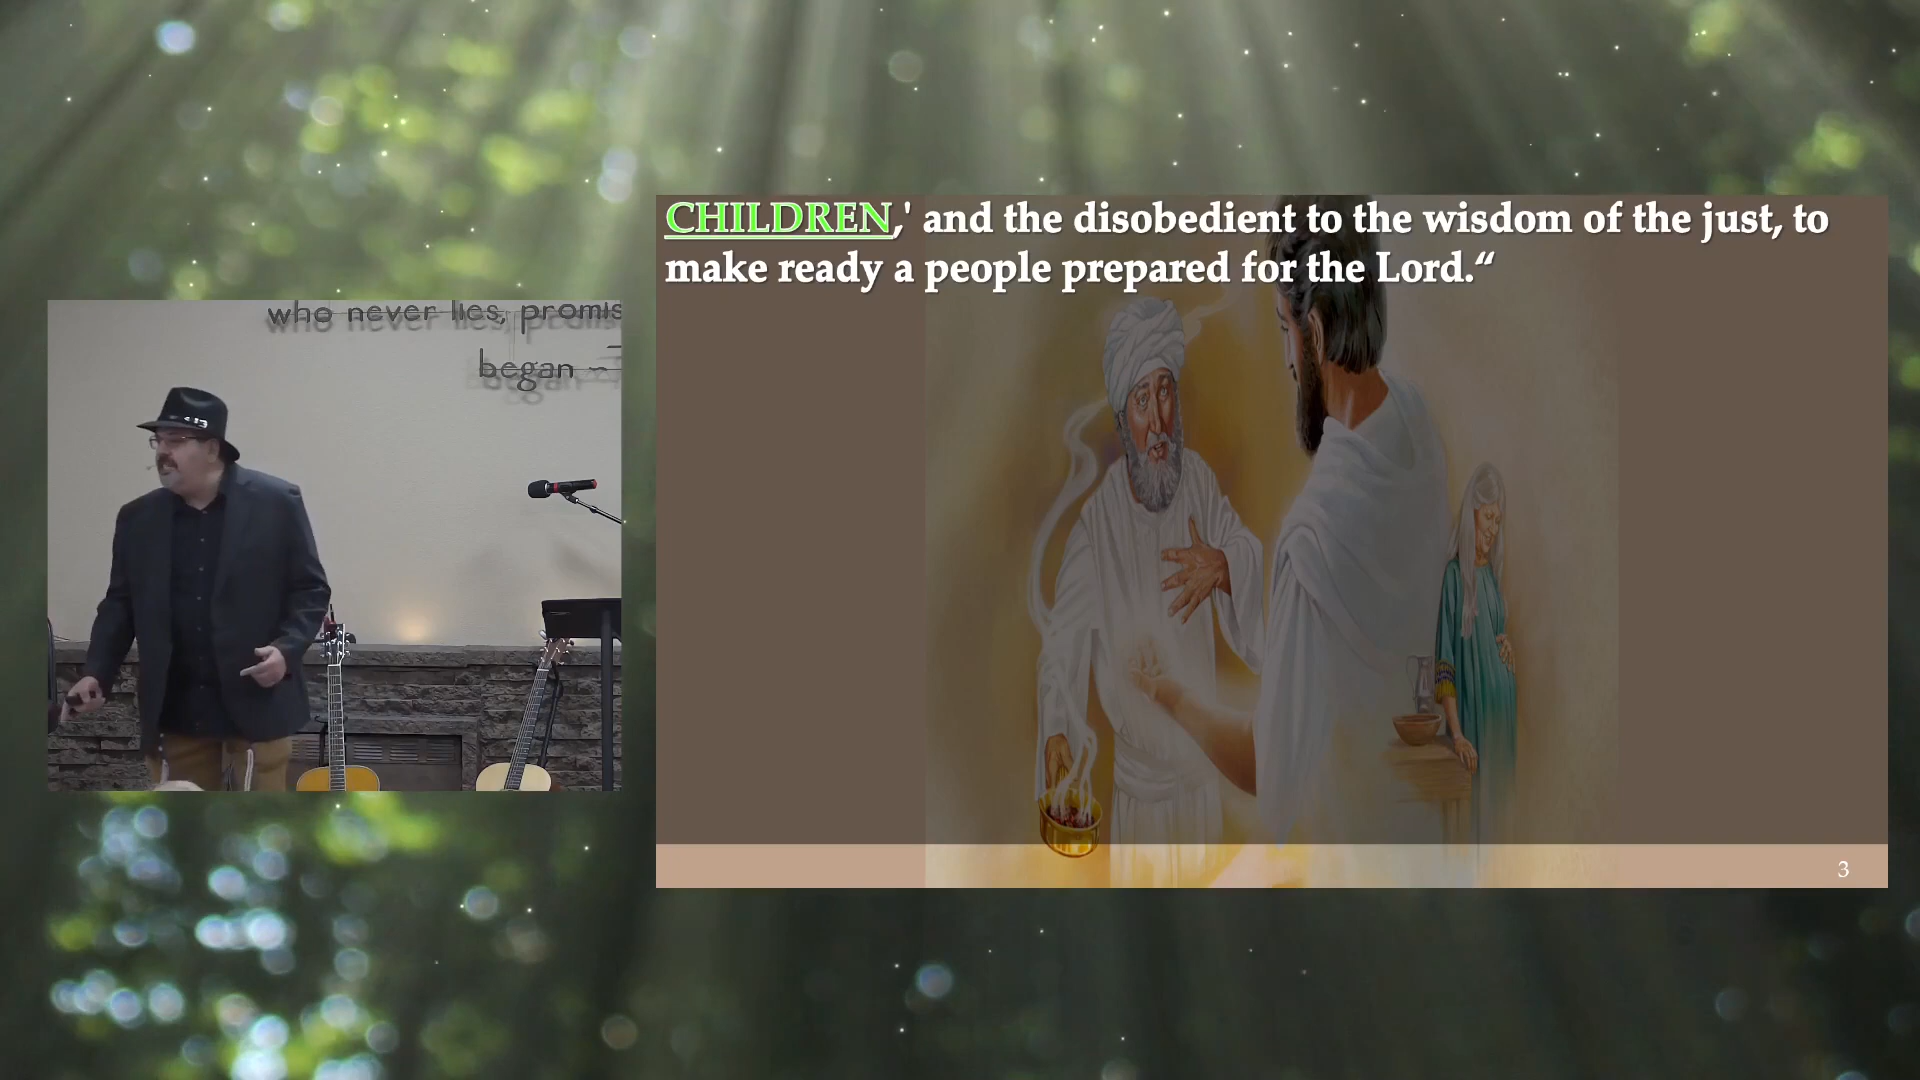 CHILDREN,' and the disobedient to the wisdom of the just, to
make ready a people prepared for the Lord.“
who never lies,
began ~
3